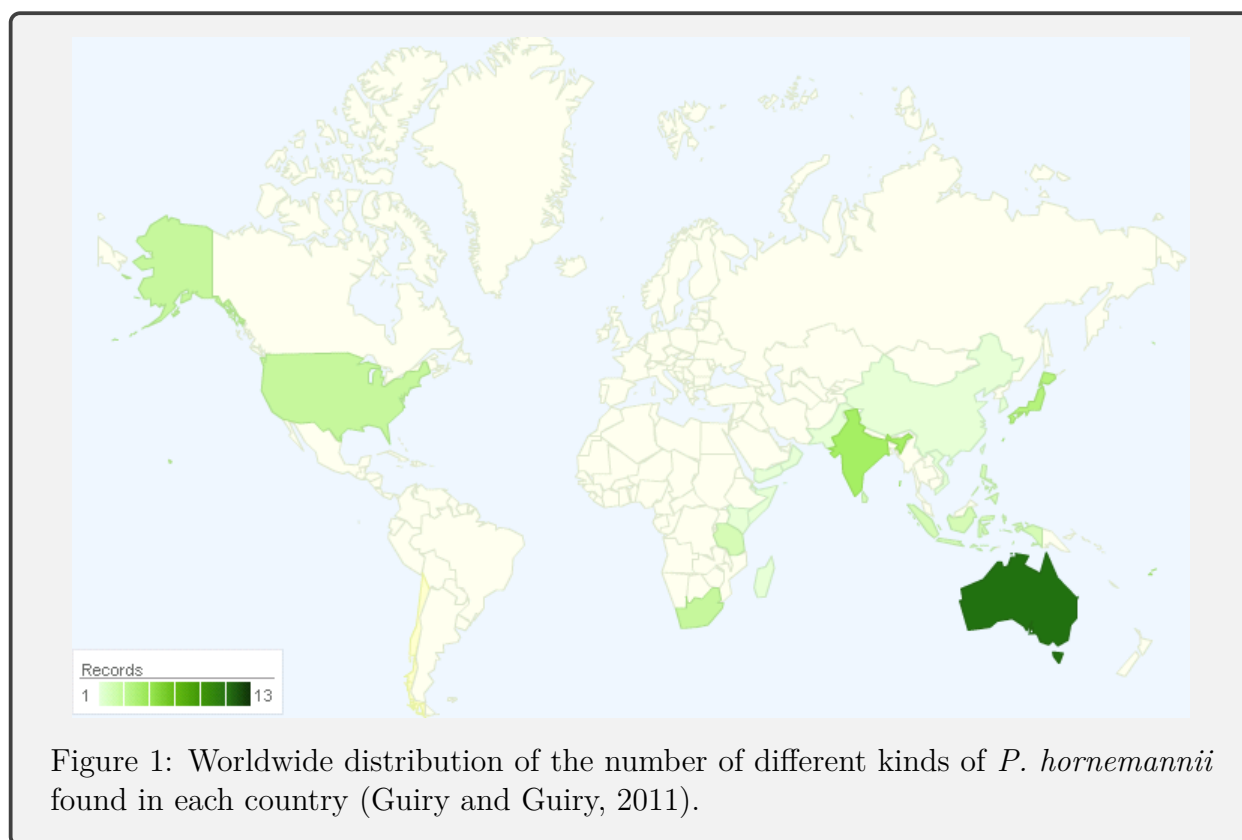 Records
1 13
Figure 1: Worldwide distribution of the number of different kinds of P. hornemannii
found in each country (Guiry and Guiry, 2011).